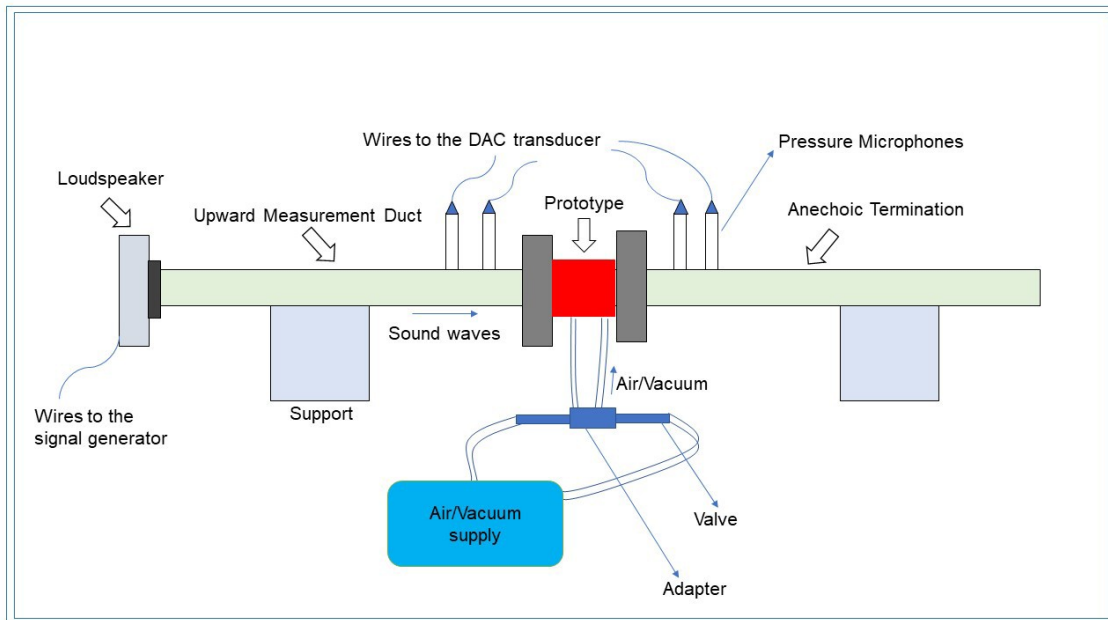 Wires to the DAC transducer
Pressure Microphones
Loudspeaker
Upward Measurement Duct
Prototype
Anechoic Termination
Sound waves
Air/Vacuum
Support
Wires to the
signal generator
Air/Vacuum
supply
Valve
Adapter